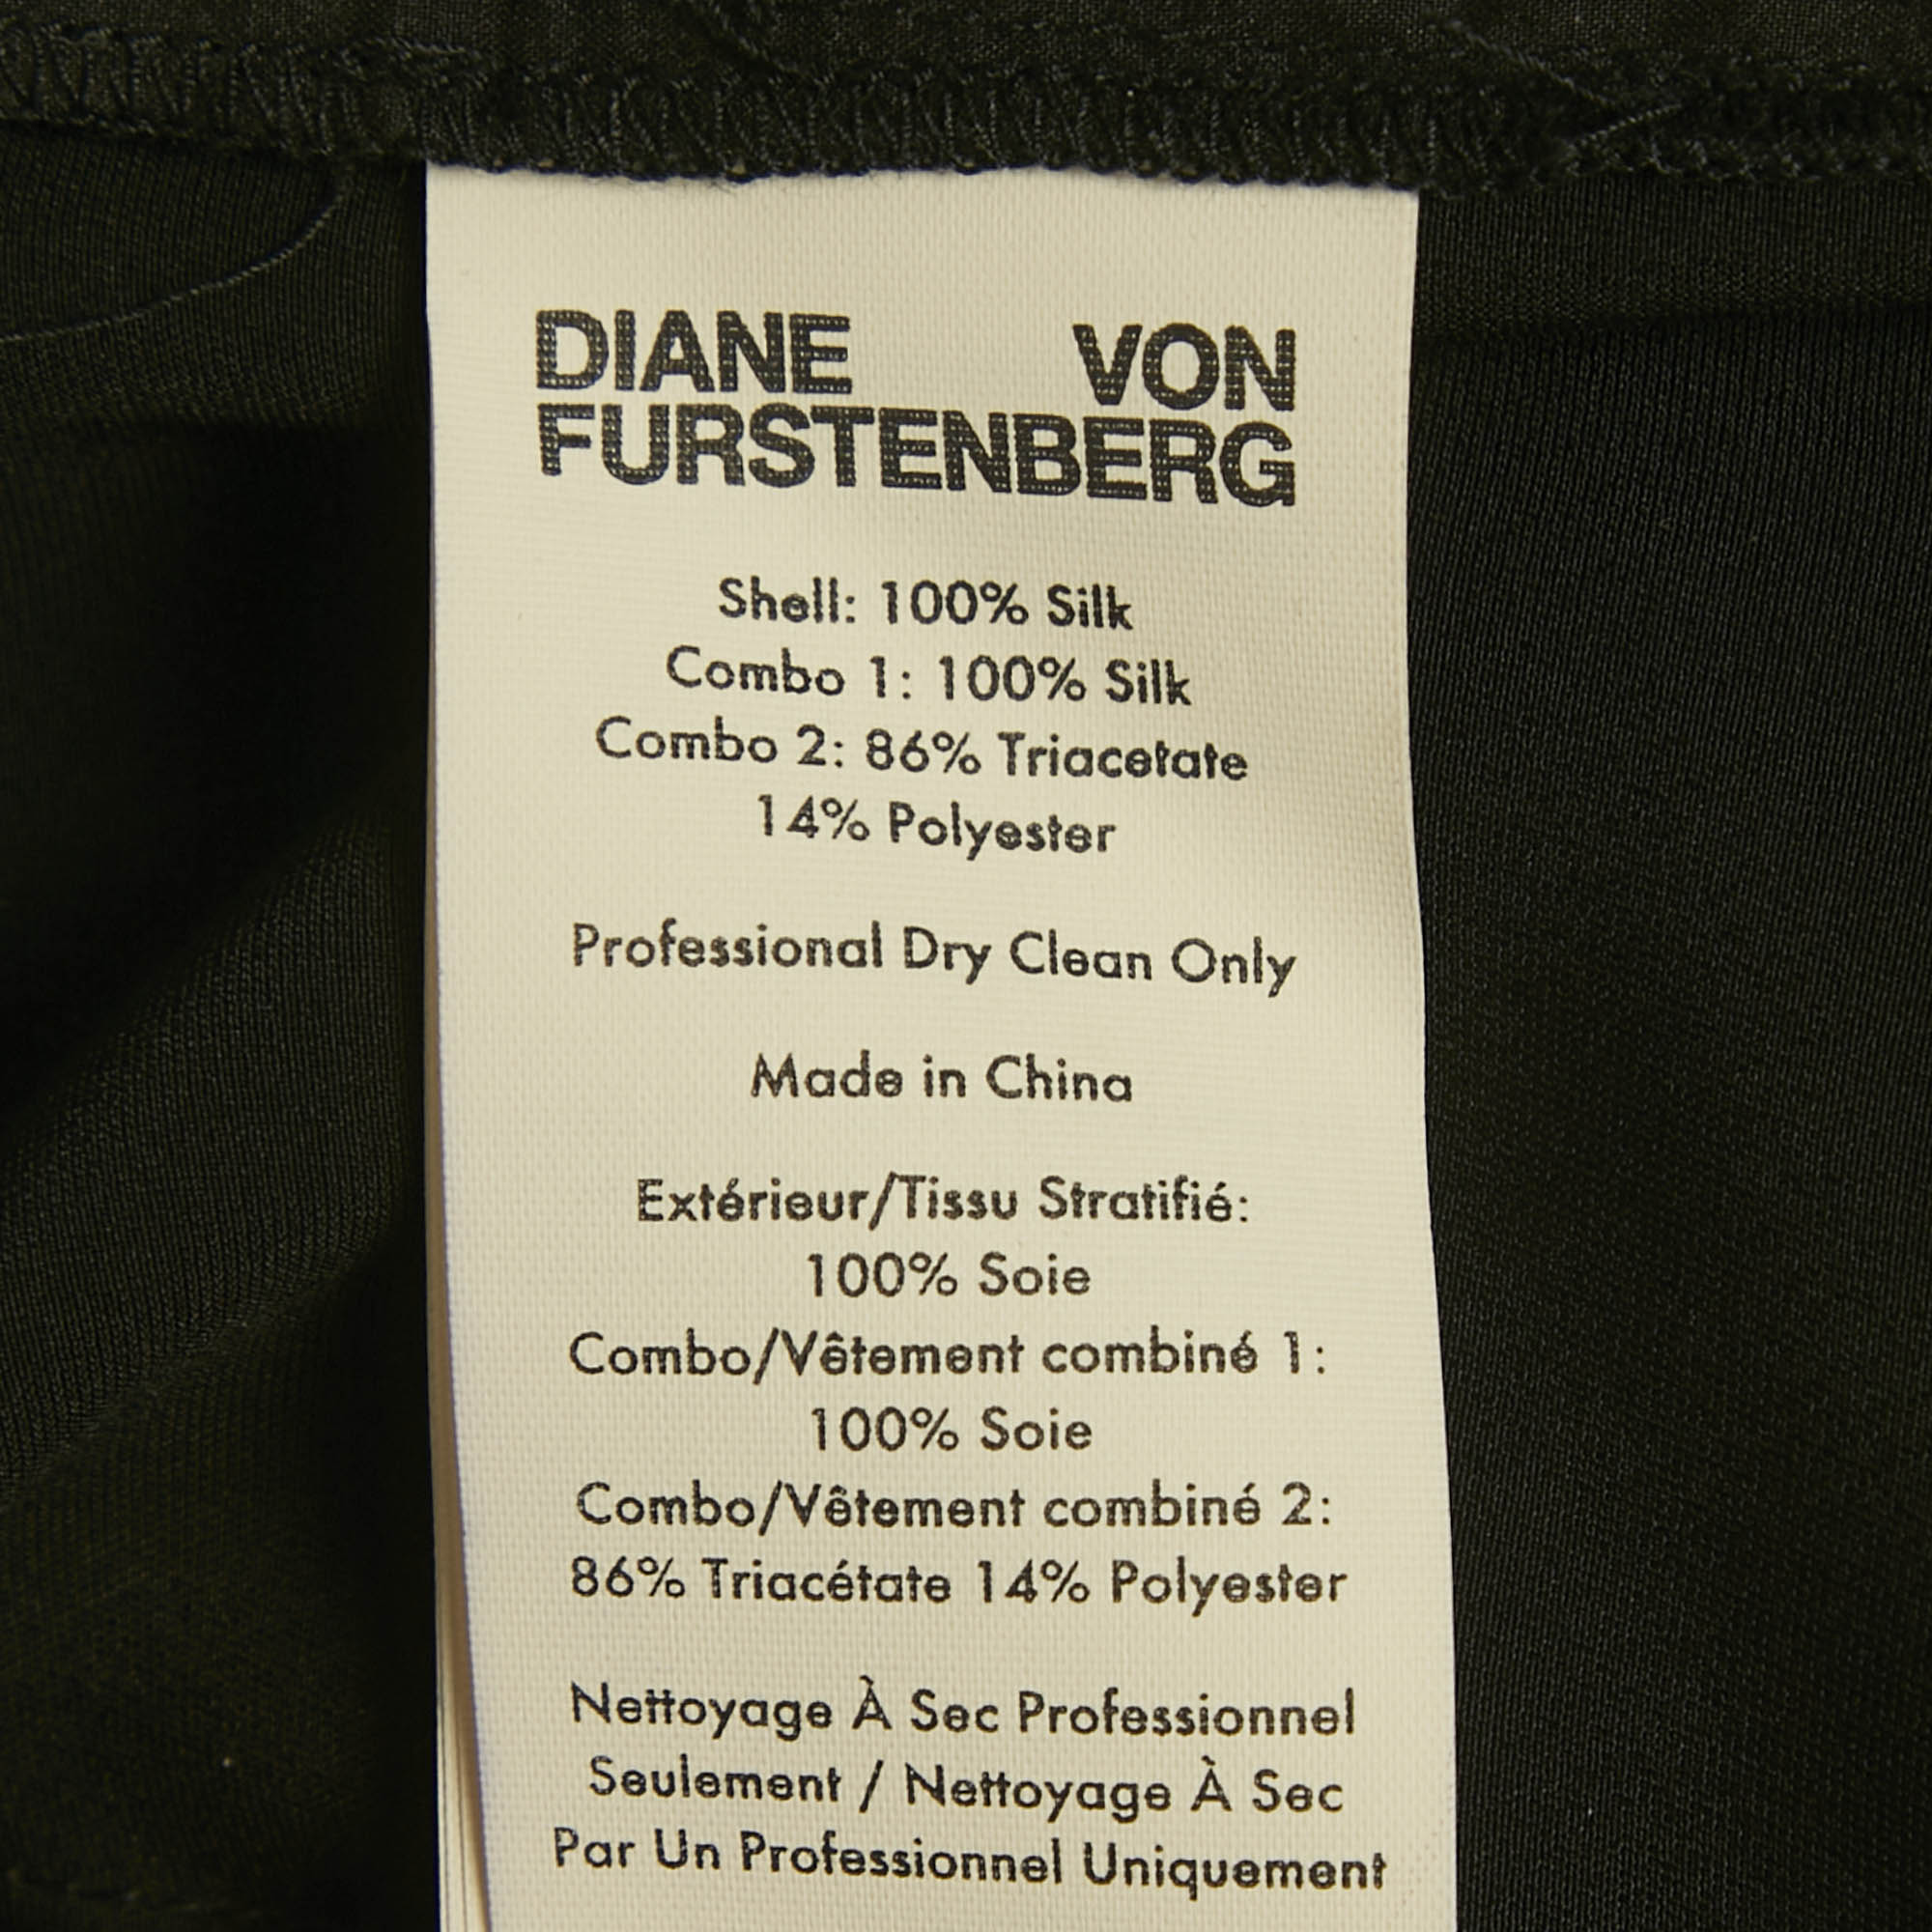 DIANE VON
FURSTENBERG
Shell: 100% Silk
Combo 1: 100% Silk
Combo 2: 86% Triacetate
14% Polyester
Professional Dry Clean Only
Made in China
Extérieur/Tissu Stratifié:
100% Soie
Combo/Vêtement combiné 1:
100% Soie
Combo/Vêtement combiné 2:
86% Triacétate 14% Polyester
Nettoyage À Sec Professionnel
Seulement / Nettoyage À Sec
Par Un Professionnel Uniquement